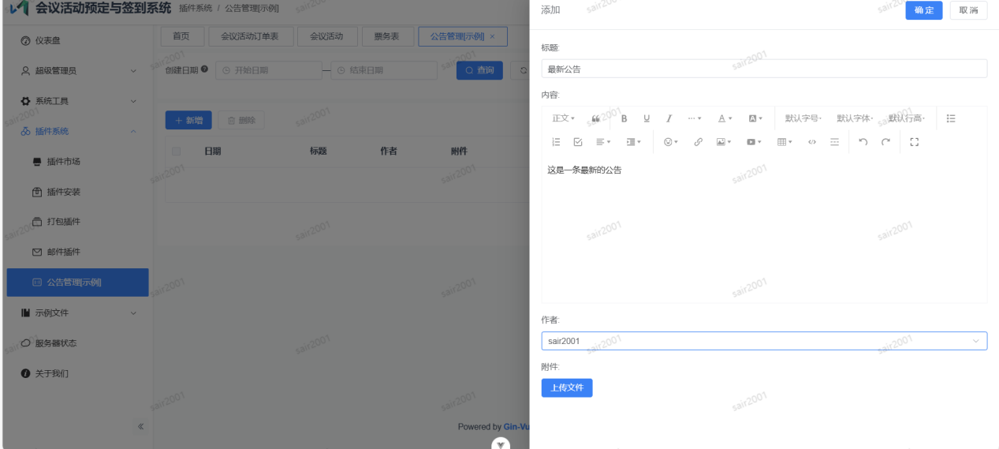 会议活动预定与签到系统 插件系统 / 公告管理[示例]
仪表盘
超级管理员
系统工具
插件系统
插件市场
插件安装
打包插件
邮件插件
公告管理[示例]
示例文件
服务器状态
关于我们
首页 会议活动订单表 会议活动 票务表 公告管理[示例] ×
创建日期 开始日期 — 结束日期 查询
+ 新增 删除
日期 标题 作者 附件
Powered by Gin-Vu
添加 确定 取消
标题:
最新公告
内容:
正文 B U I ··· A A 默认字号 默认字体 默认行高
这是一条最新的公告
作者:
sair2001
附件:
上传文件
sair2001